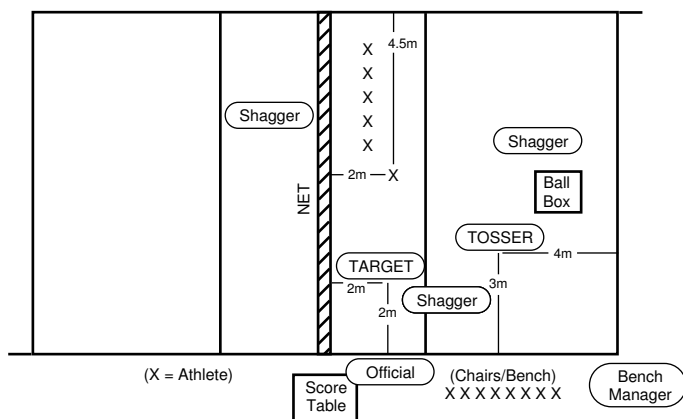 4.5m
X
X
X
X
X
Shagger
Shagger
2m
X
Ball
Box
NET
TOSSER
4m
TARGET
2m
3m
Shagger
2m
(X = Athlete)
Official
(Chairs/Bench)
X X X X X X X X
Bench
Manager
Score
Table